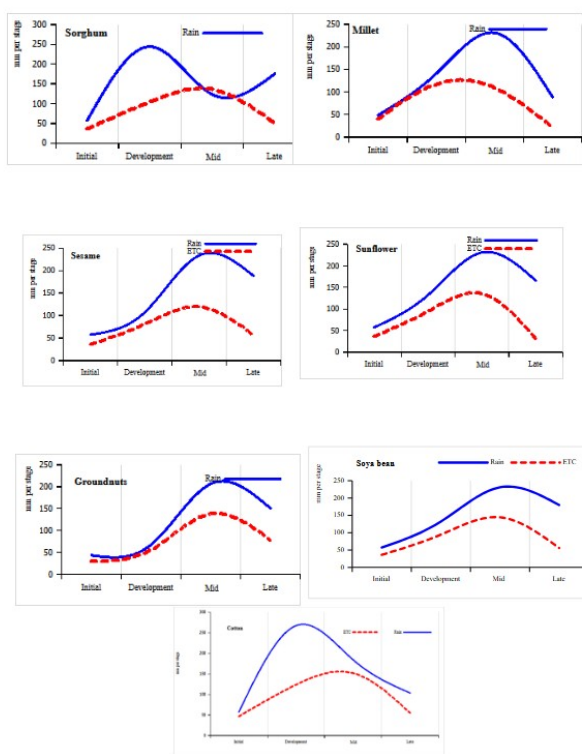 Sorghum
Rain
mm per stage
300
250
200
150
100
50
0
Initial Development Mid Late
Millet
Rain
mm per stage
250
200
150
100
50
0
Initial Development Mid Late
Sesame
Rain
ETC
mm per stage
250
200
150
100
50
0
Initial Development Mid Late
Sunflower
Rain
ETC
mm per stage
250
200
150
100
50
0
Initial Development Mid Late
Groundnuts
Rain
mm per stage
250
200
150
100
50
0
Initial Development Mid Late
Soya bean
Rain ETC
mm per stage
250
200
150
100
50
0
Initial Development Mid Late
Cotton
ETC Rain
mm per stage
50
0
Initial Development Mid Late